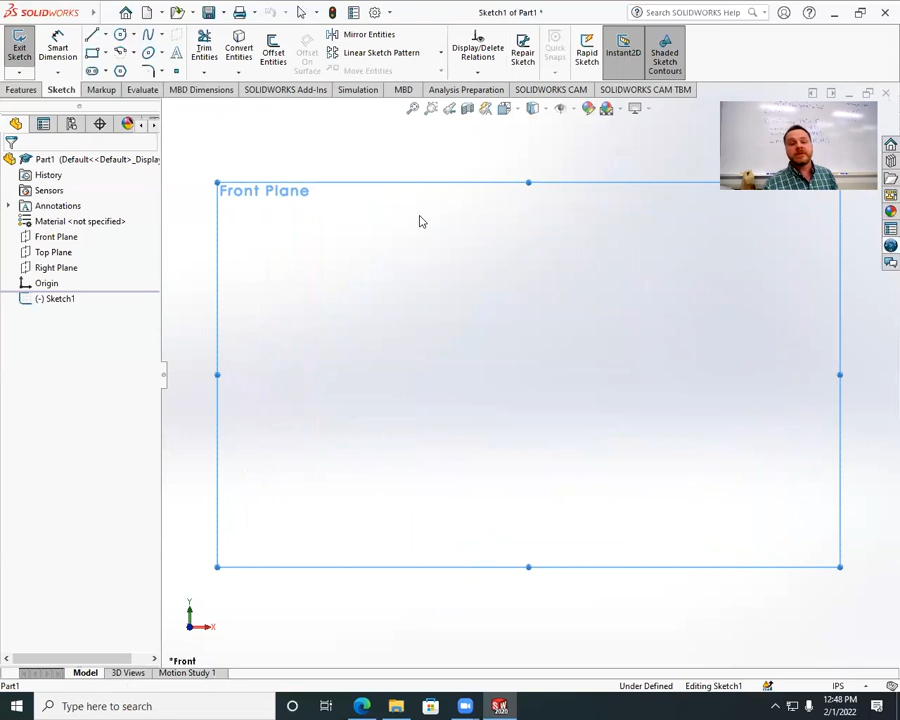 SOLIDWORKS
Sketch1 of Part1 *
Search SOLIDWORKS Help
Exit Sketch
Smart Dimension
Trim Entities
Convert Entities
Offset Entities
Offset On Surface
Mirror Entities
Linear Sketch Pattern
Move Entities
Display/Delete Relations
Repair Sketch
Quick Snaps
Rapid Sketch
Instant2D
Shaded Sketch Contours
Features
Sketch
Markup
Evaluate
MBD Dimensions
SOLIDWORKS Add-Ins
Simulation
MBD
Analysis Preparation
SOLIDWORKS CAM
SOLIDWORKS CAM TBM
Part1 (Default<<Default>_Display
History
Sensors
Annotations
Material <not specified>
Front Plane
Top Plane
Right Plane
Origin
(-) Sketch1
Front Plane
Y
X
*Front
Model
3D Views
Motion Study 1
Part1
Under Defined
Editing Sketch1
IPS
Type here to search
SW
2020
12:48 PM
2/1/2022